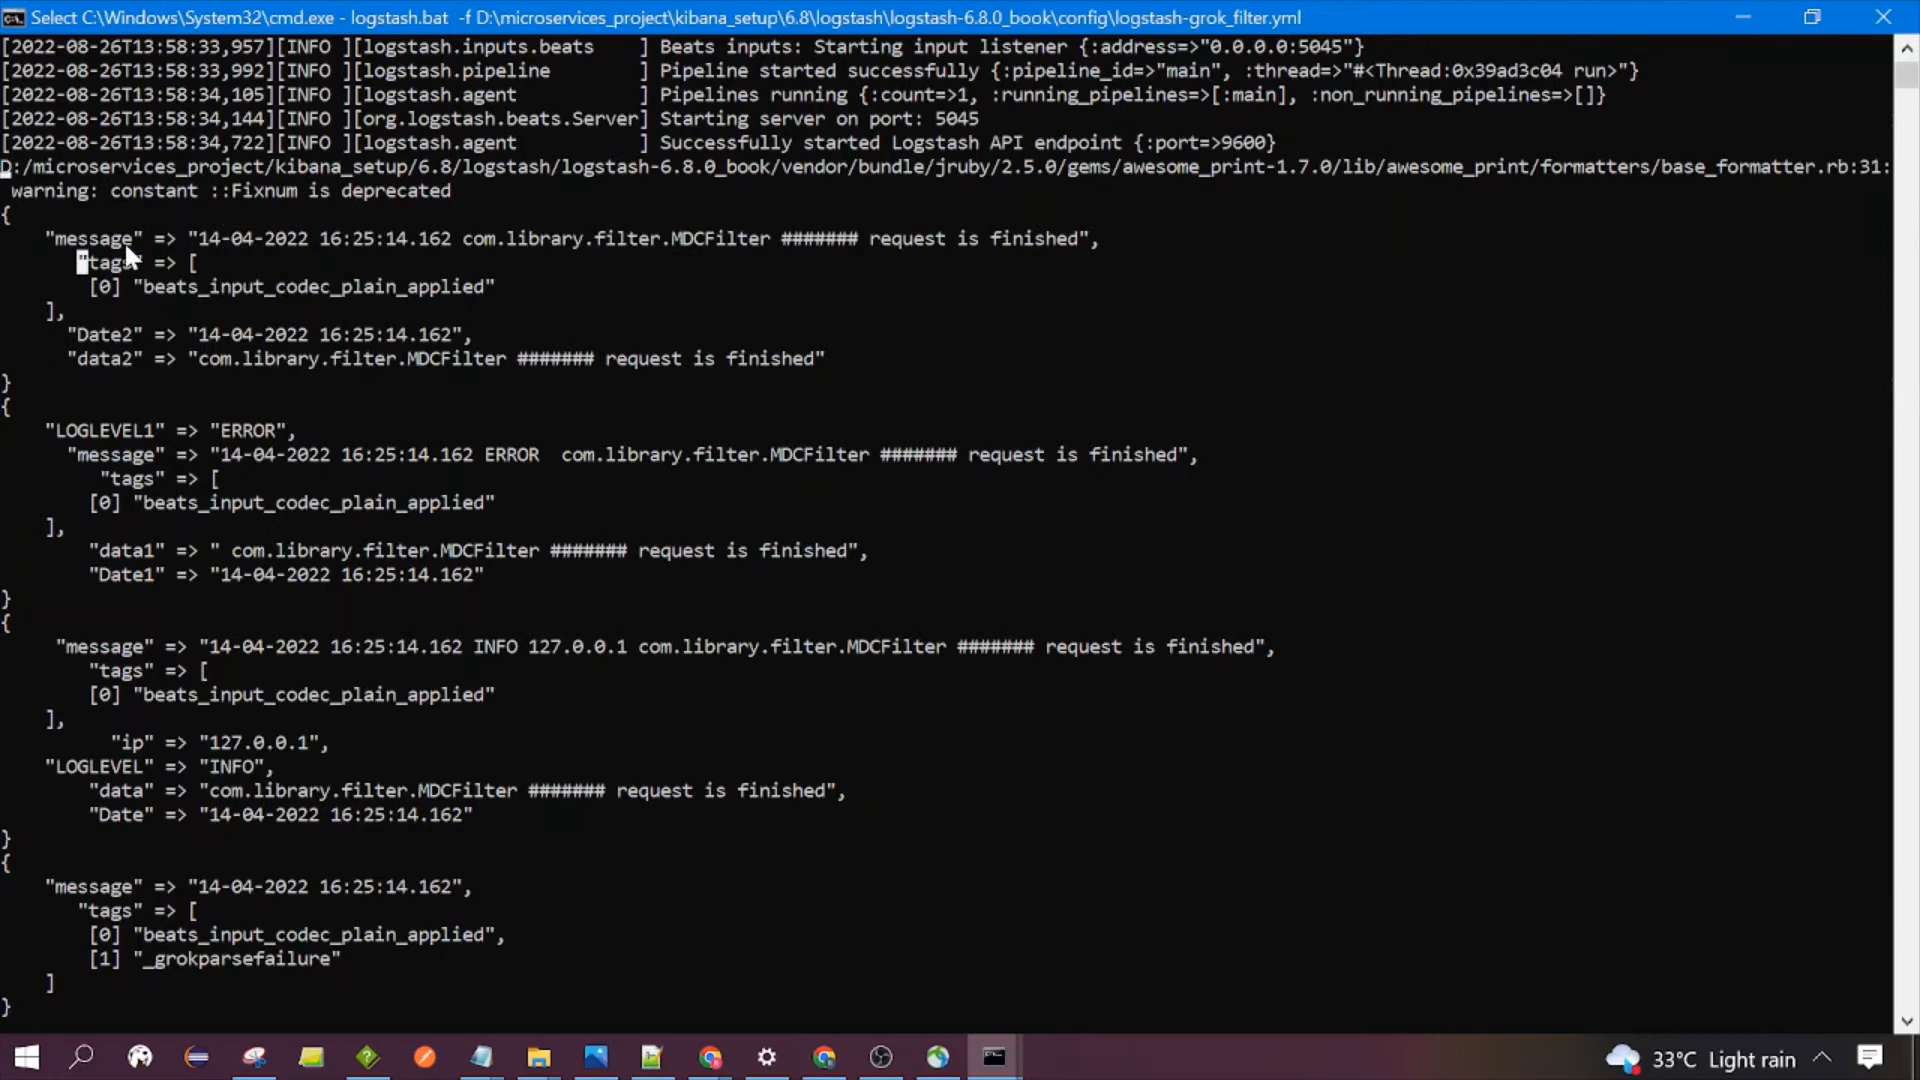 Select C:\Windows\System32\cmd.exe - logstash.bat -f D:\microservices_project\kibana_setup\6.8\logstash\logstash-6.8.0_book\config\logstash-grok_filter.yml
[2022-08-26T13:58:33,957][INFO ][logstash.inputs.beats    ] Beats inputs: Starting input listener {:address=>"0.0.0.0:5045"}
[2022-08-26T13:58:33,992][INFO ][logstash.pipeline        ] Pipeline started successfully {:pipeline_id=>"main", :thread=>"#<Thread:0x39ad3c04 run>"}
[2022-08-26T13:58:34,105][INFO ][logstash.agent           ] Pipelines running {:count=>1, :running_pipelines=>[:main], :non_running_pipelines=>[]}
[2022-08-26T13:58:34,144][INFO ][org.logstash.beats.Server] Starting server on port: 5045
[2022-08-26T13:58:34,722][INFO ][logstash.agent           ] Successfully started Logstash API endpoint {:port=>9600}
D:/microservices_project/kibana_setup/6.8/logstash/logstash-6.8.0_book/vendor/bundle/jruby/2.5.0/gems/awesome_print-1.7.0/lib/awesome_print/formatters/base_formatter.rb:31:
 warning: constant ::Fixnum is deprecated
{
    "message" => "14-04-2022 16:25:14.162 com.library.filter.MDCFilter ####### request is finished",
       "tags" => [
        [0] "beats_input_codec_plain_applied"
    ],
      "Date2" => "14-04-2022 16:25:14.162",
      "data2" => "com.library.filter.MDCFilter ####### request is finished"
}
{
    "LOGLEVEL1" => "ERROR",
      "message" => "14-04-2022 16:25:14.162 ERROR  com.library.filter.MDCFilter ####### request is finished",
         "tags" => [
        [0] "beats_input_codec_plain_applied"
    ],
        "data1" => " com.library.filter.MDCFilter ####### request is finished",
        "Date1" => "14-04-2022 16:25:14.162"
}
{
     "message" => "14-04-2022 16:25:14.162 INFO 127.0.0.1 com.library.filter.MDCFilter ####### request is finished",
        "tags" => [
        [0] "beats_input_codec_plain_applied"
    ],
          "ip" => "127.0.0.1",
    "LOGLEVEL" => "INFO",
        "data" => "com.library.filter.MDCFilter ####### request is finished",
        "Date" => "14-04-2022 16:25:14.162"
}
{
    "message" => "14-04-2022 16:25:14.162",
       "tags" => [
        [0] "beats_input_codec_plain_applied",
        [1] "_grokparsefailure"
    ]
}
33°C Light rain